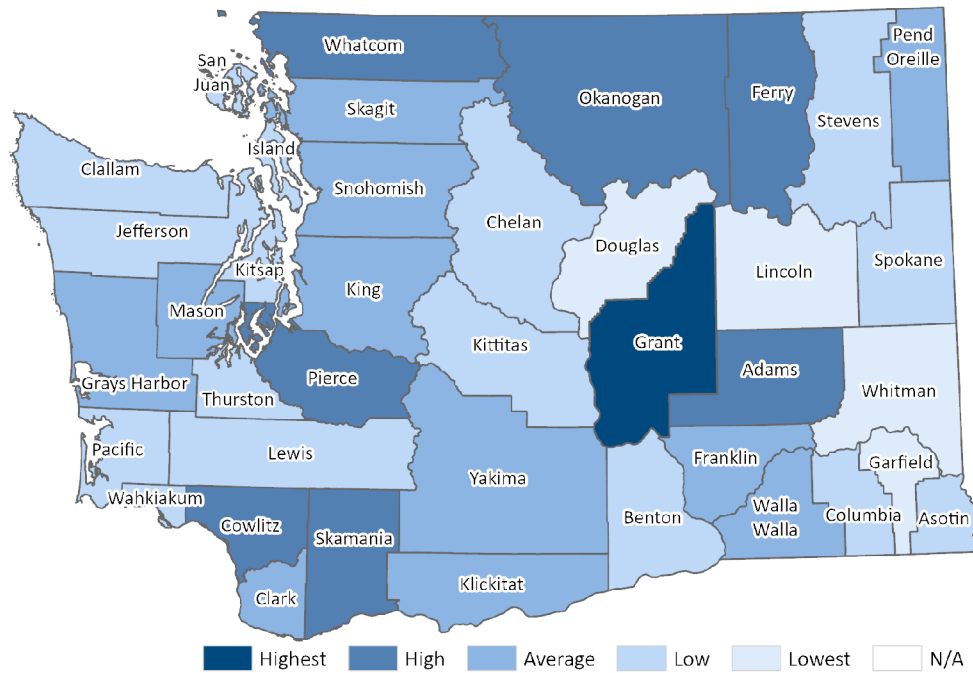 Whatcom
San
Juan
Skagit
Island
Snohomish
Okanogan
Ferry
Pend
Oreille
Stevens
Clallam
Jefferson
Kitsap
King
Chelan
Douglas
Lincoln
Spokane
Mason
Grays Harbor
Thurston
Pierce
Kittitas
Grant
Adams
Whitman
Pacific
Lewis
Yakima
Franklin
Garfield
Wahkiakum
Cowlitz
Skamania
Benton
Walla
Walla
Columbia
Asotin
Clark
Klickitat
Highest
High
Average
Low
Lowest
N/A